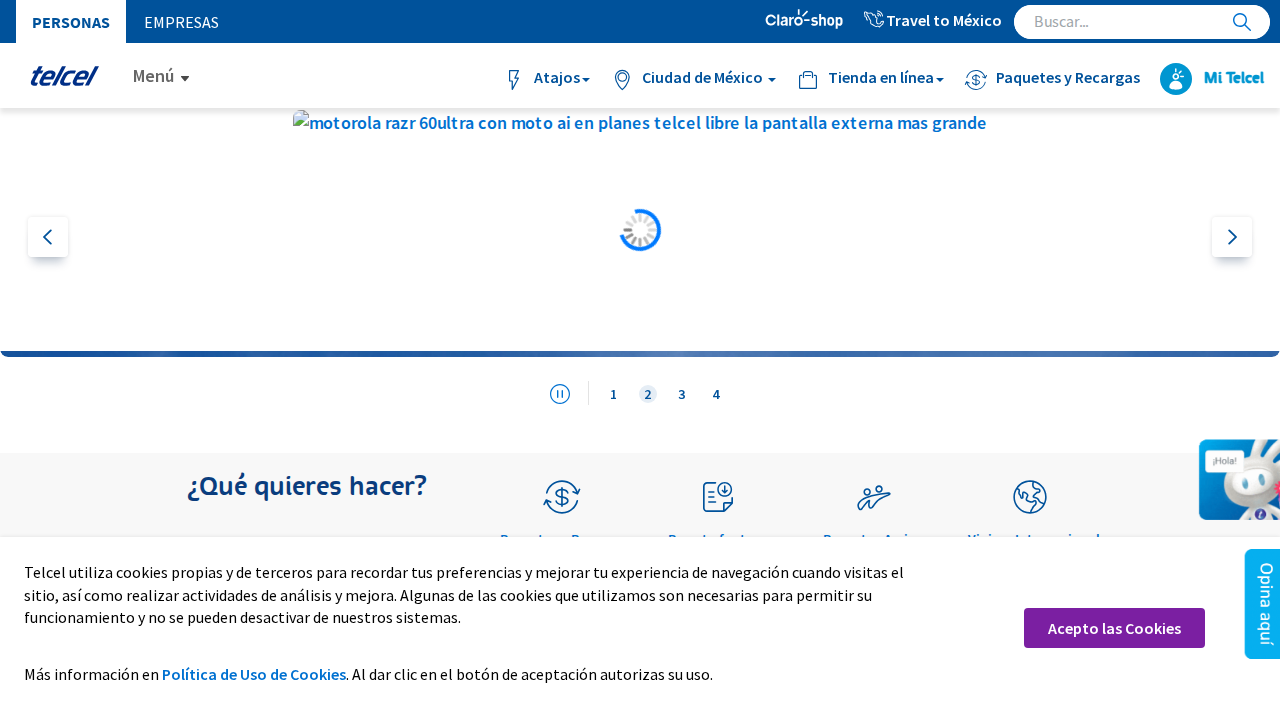 PERSONAS
EMPRESAS
Claro shop
Travel to México
Buscar...
telcel
Menú
Atajos
Ciudad de México
Tienda en línea
Paquetes y Recargas
Mi Telcel
motorola razr 60ultra con moto ai en planes telcel libre la pantalla externa mas grande
1
2
3
4
¿Qué quieres hacer?
¡Hola!
Telcel utiliza cookies propias y de terceros para recordar tus preferencias y mejorar tu experiencia de navegación cuando visitas el
sitio, así como realizar actividades de análisis y mejora. Algunas de las cookies que utilizamos son necesarias para permitir su
funcionamiento y no se pueden desactivar de nuestros sistemas.
Acepto las Cookies
Opina aquí
Más información en Política de Uso de Cookies. Al dar clic en el botón de aceptación autorizas su uso.